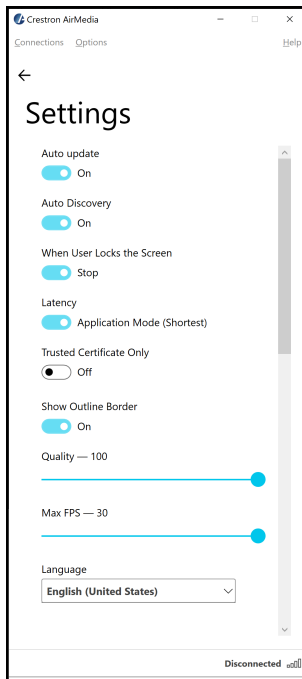 Crestron AirMedia
Connections Options Help
Settings
Auto update
On
Auto Discovery
On
When User Locks the Screen
Stop
Latency
Application Mode (Shortest)
Trusted Certificate Only
Off
Show Outline Border
On
Quality — 100
Max FPS — 30
Language
English (United States)
Disconnected